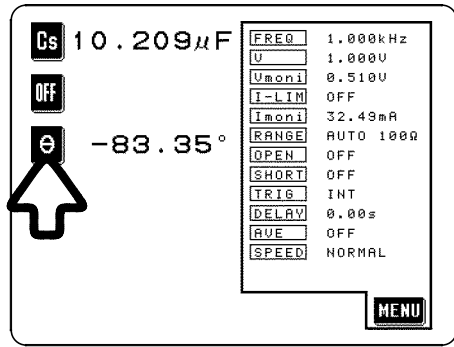 Cs 10.209μF
OFF
θ -83.35°
FREQ 1.000kHz
V 1.000V
Vmoni 0.510V
I-LIM OFF
Imoni 32.49mA
RANGE AUTO 100Ω
OPEN OFF
SHORT OFF
TRIG INT
DELAY 0.00s
AVE OFF
SPEED NORMAL
MENU